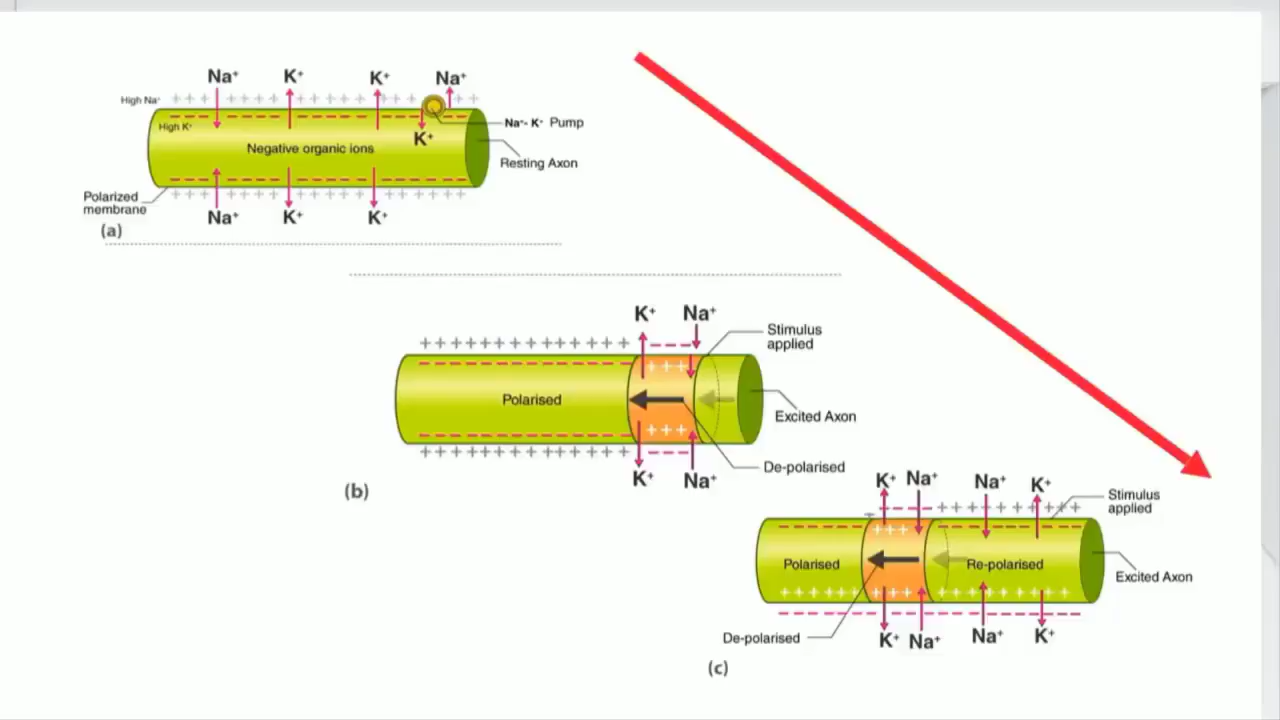 Na⁺ K⁺ K⁺ Na⁺
High Na⁺
High K⁺
Na⁺- K⁺ Pump
K⁺
Negative organic ions
Resting Axon
Polarized
membrane
Na⁺ K⁺ K⁺
(a)
K⁺ Na⁺
Stimulus
applied
Polarised
Excited Axon
De-polarised
K⁺ Na⁺
(b)
K⁺ Na⁺ Na⁺ K⁺
Stimulus
applied
Polarised
Re-polarised
Excited Axon
De-polarised
K⁺ Na⁺ Na⁺ K⁺
(c)